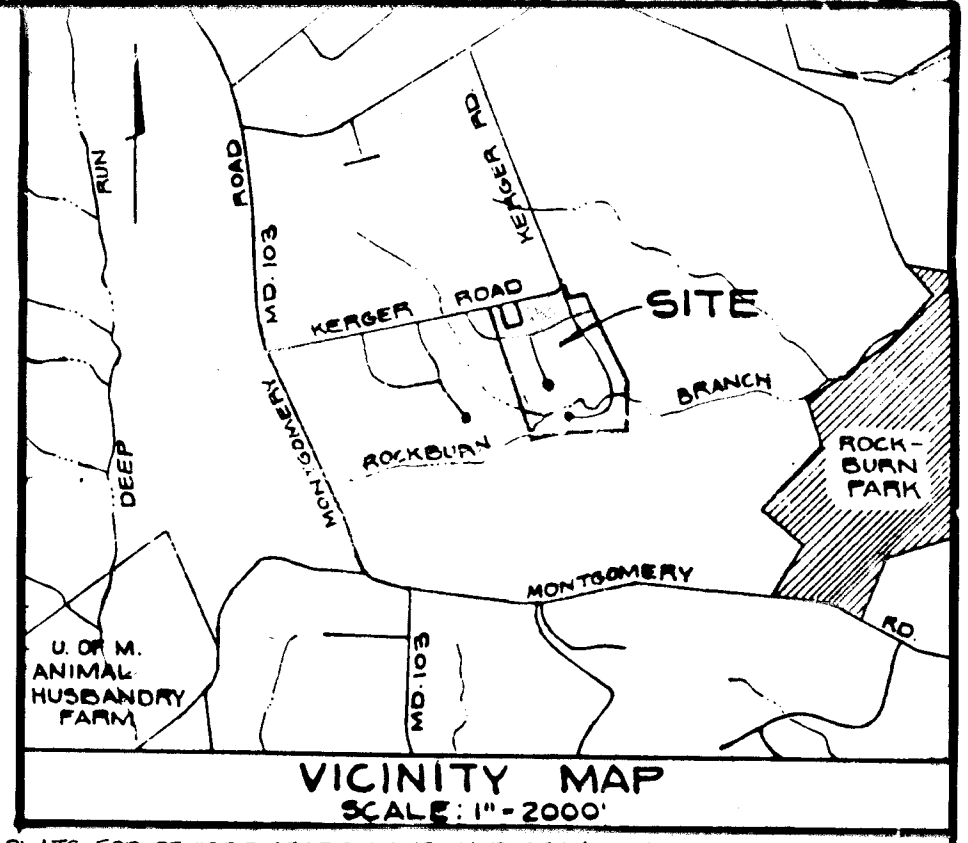 RUN
ROAD
MD. 103
KERGER RD.
KERGER ROAD
SITE
MONTGOMERY
ROCKBURN BRANCH
DEEP
ROCK-
BURN
PARK
MONTGOMERY RD.
MD. 103
U. OF M.
ANIMAL
HUSBANDRY
FARM
VICINITY MAP
SCALE: 1"-2000'